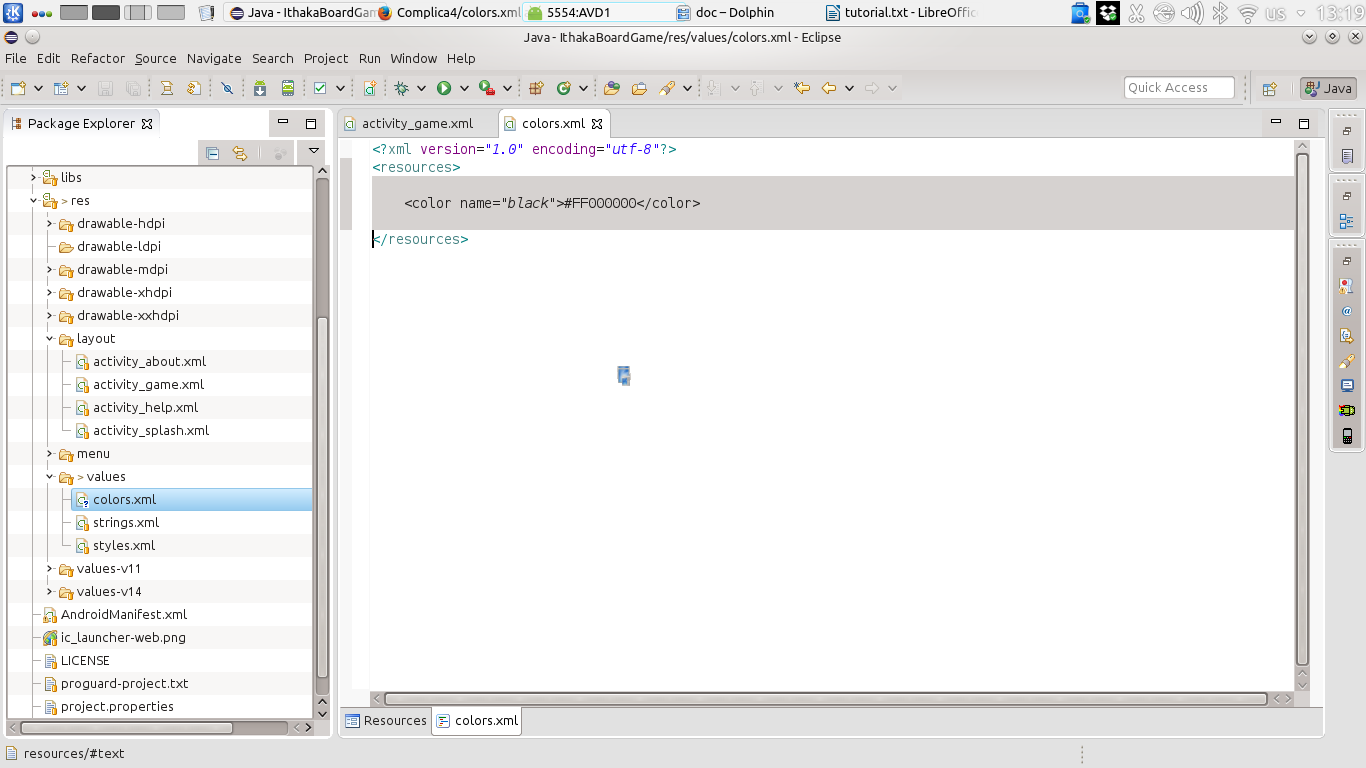 Java - IthakaBoardGam
Complica4/colors.xml
5554:AVD1
doc – Dolphin
tutorial.txt - LibreOffic
us
13:19
Java - IthakaBoardGame/res/values/colors.xml - Eclipse
File Edit Refactor Source Navigate Search Project Run Window Help
Quick Access
Java
Package Explorer
activity_game.xml
colors.xml
libs
> res
drawable-hdpi
drawable-ldpi
drawable-mdpi
drawable-xhdpi
drawable-xxhdpi
layout
activity_about.xml
activity_game.xml
activity_help.xml
activity_splash.xml
menu
> values
colors.xml
strings.xml
styles.xml
values-v11
values-v14
AndroidManifest.xml
ic_launcher-web.png
LICENSE
proguard-project.txt
project.properties
<?xml version="1.0" encoding="utf-8"?>
<resources>
<color name="black">#FF000000</color>
</resources>
Resources
colors.xml
resources/#text